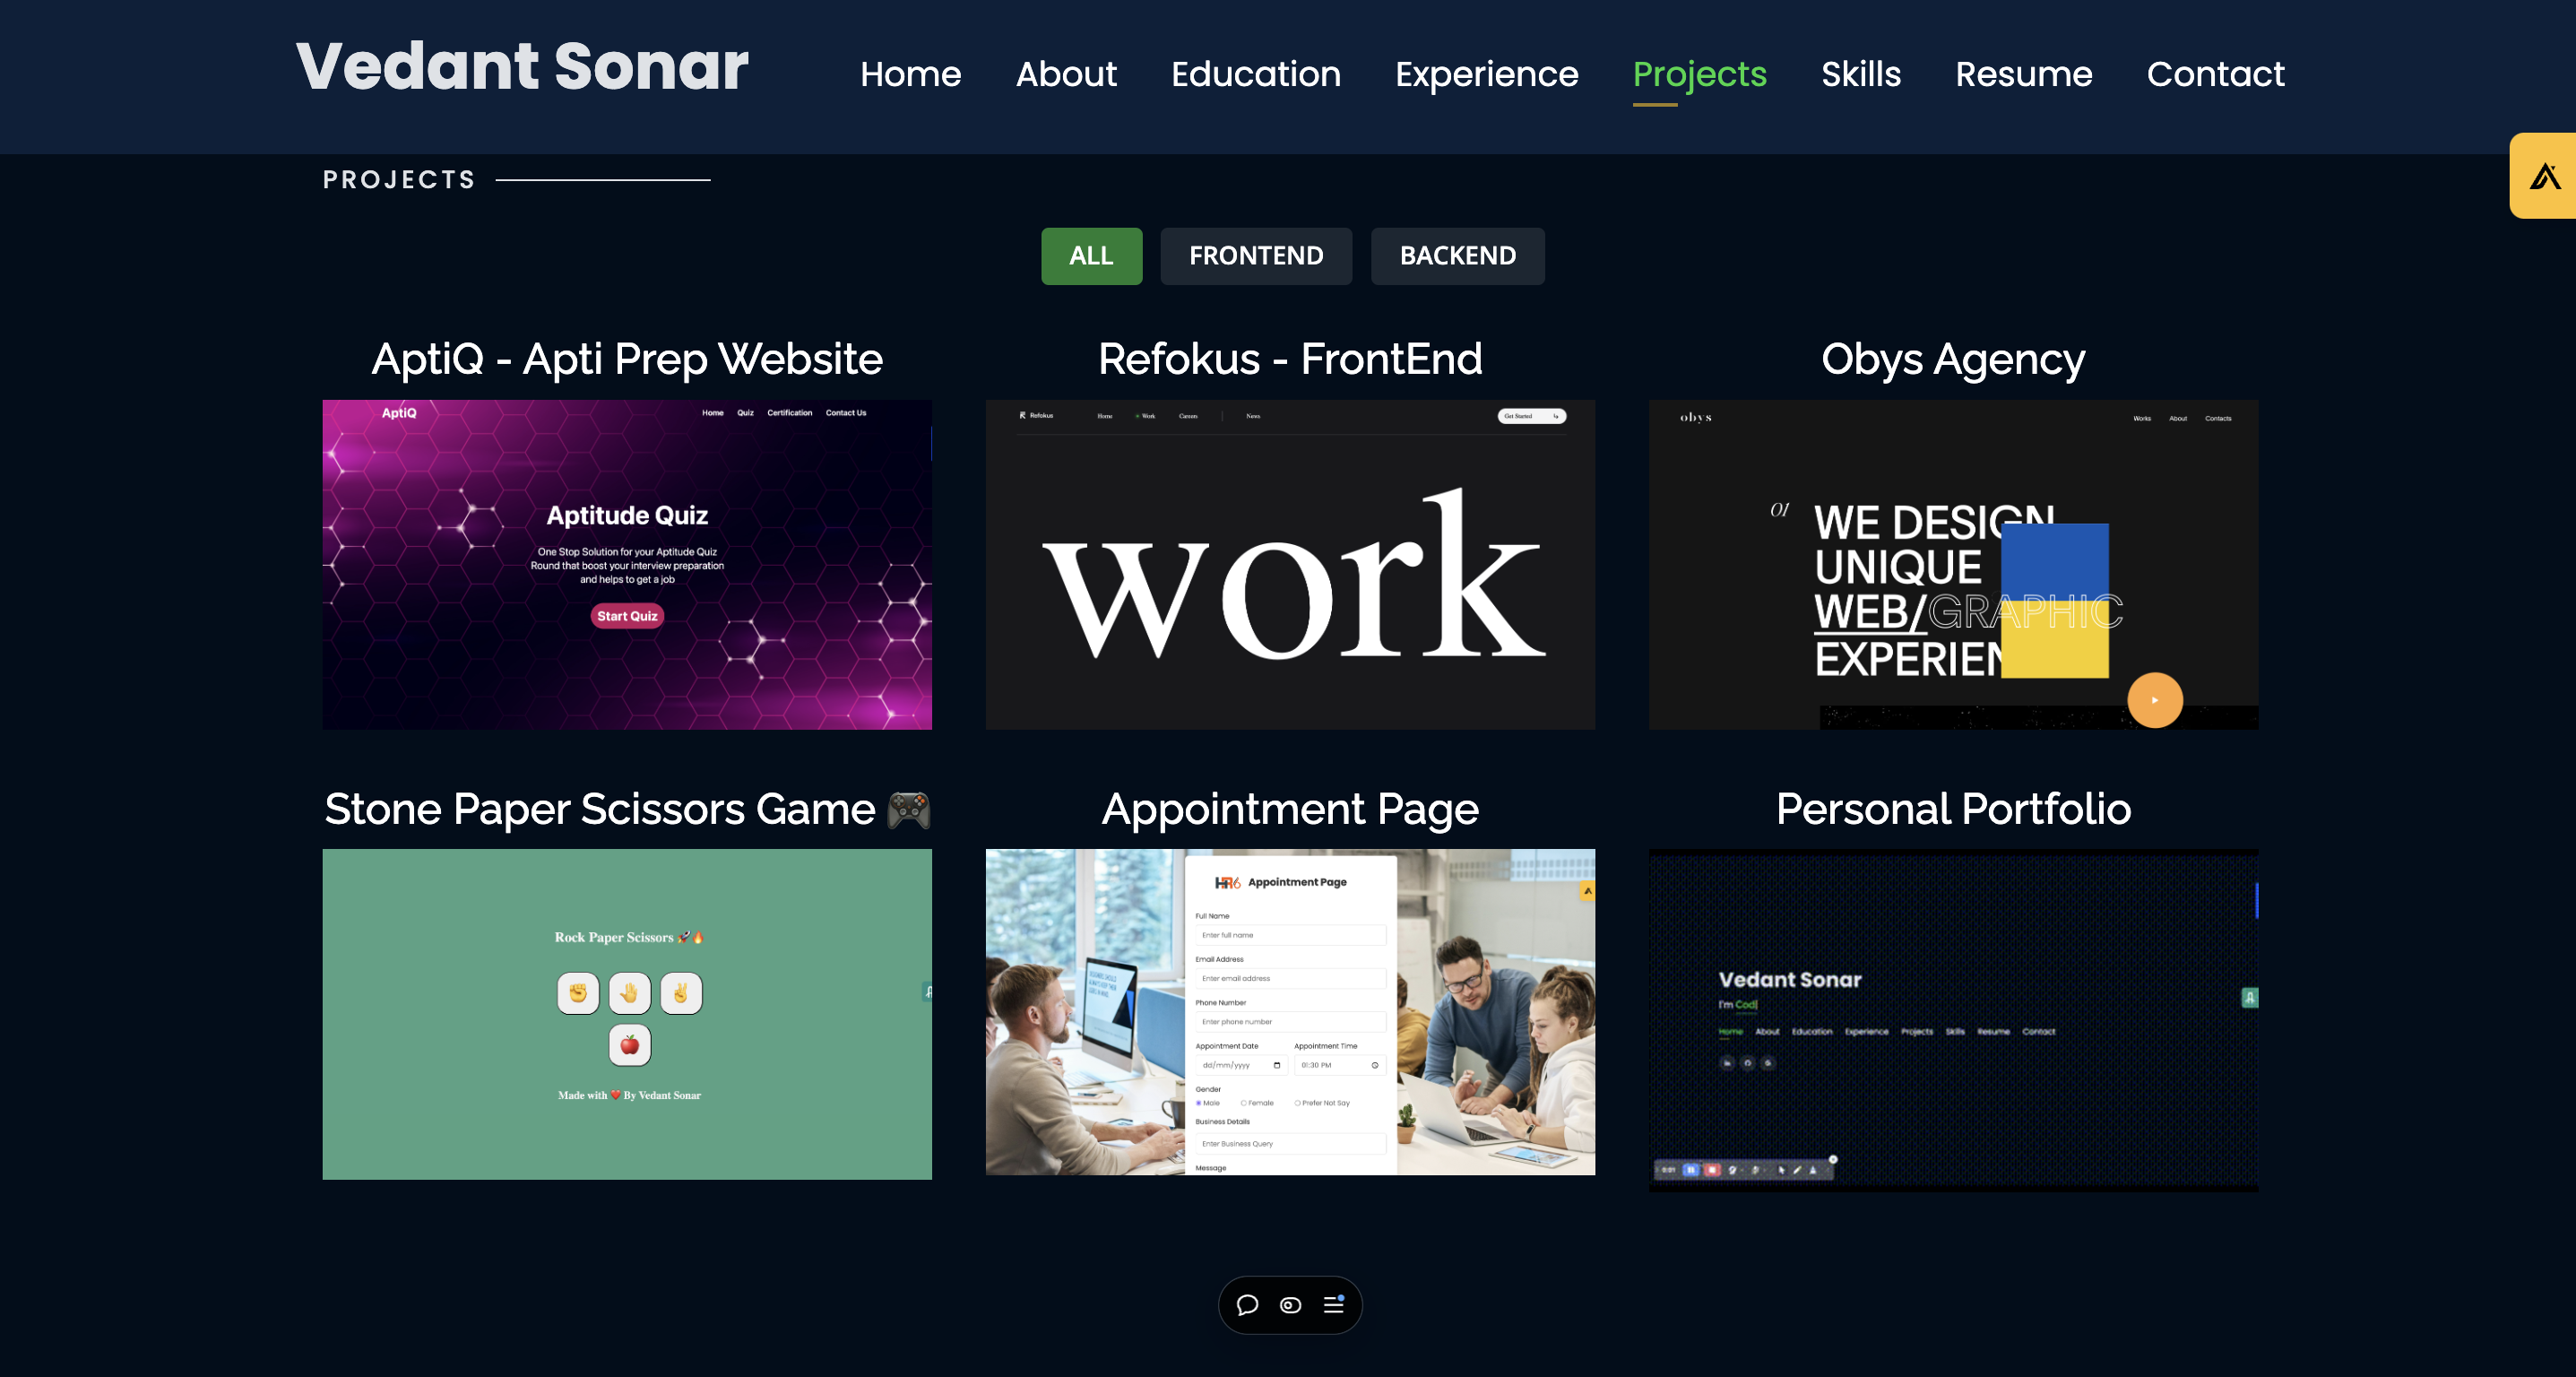 Vedant Sonar
Home About Education Experience Projects Skills Resume Contact
PROJECTS
ALL FRONTEND BACKEND
AptiQ - Apti Prep Website
AptiQ
Home Quiz Certification Contact Us
Aptitude Quiz
One Stop Solution for your Aptitude Quiz
Round that boost your interview preparation
and helps to get a job
Start Quiz
Refokus - FrontEnd
Refokus Home Work Careers News Get Started
work
Obys Agency
obys
Works About Contacts
01
WE DESIGN
UNIQUE
WEB/GRAPHIC
EXPERIEN
Stone Paper Scissors Game 🎮
Rock Paper Scissors 🚀🔥
Made with ❤️ By Vedant Sonar
Appointment Page
HR6 Appointment Page
Full Name
Enter full name
Email Address
Enter email address
Phone Number
Enter phone number
Appointment Date Appointment Time
dd/mm/yyyy 01:30 PM
Gender
Male Female Prefer Not Say
Business Details
Enter Business Query
Message
Personal Portfolio
Vedant Sonar
I'm Cod
Home About Education Experience Projects Skills Resume Contact